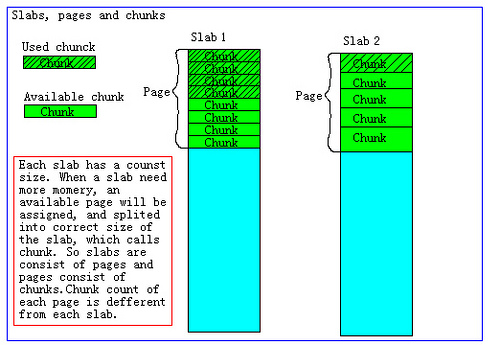 Slabs, pages and chunks
Used chunck
Chunk
Available chunk
Chunk
Slab 1
Page
Chunk
Chunk
Chunk
Chunk
Chunk
Chunk
Chunk
Chunk
Slab 2
Page
Chunk
Chunk
Chunk
Chunk
Chunk
Each slab has a counst
size. When a slab need
more momery, an
available page will be
assigned, and splited
into correct size of
the slab, which calls
chunk. So slabs are
consist of pages and
pages consist of
chunks.Chunk count of
each page is defferent
from each slab.